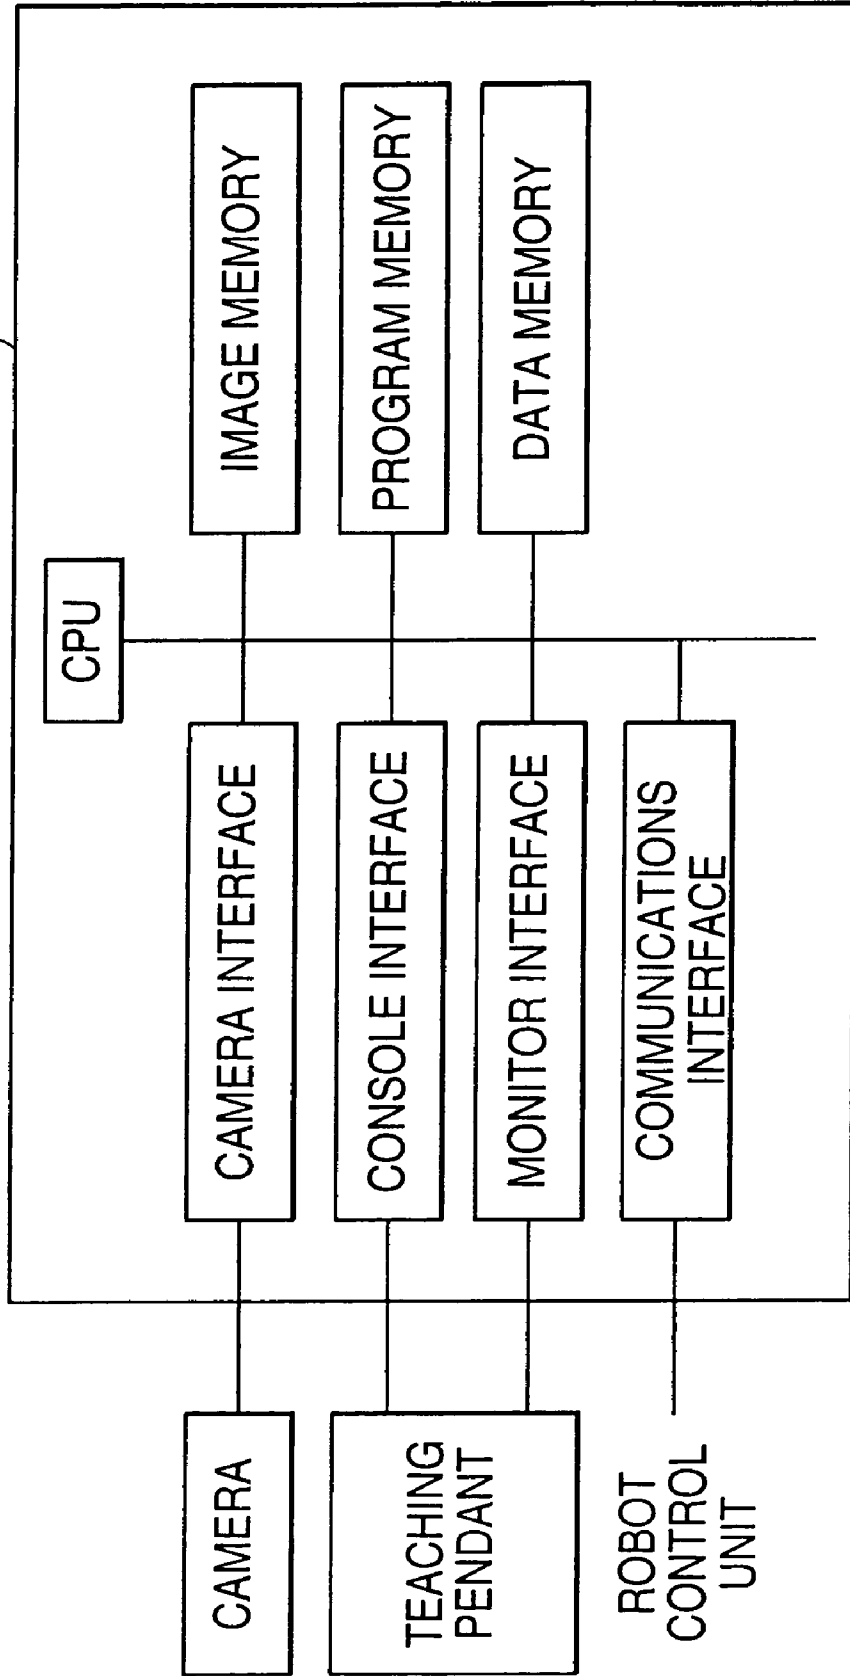 CPU
CAMERA
CAMERA INTERFACE
IMAGE MEMORY
TEACHING
PENDANT
CONSOLE INTERFACE
PROGRAM MEMORY
MONITOR INTERFACE
DATA MEMORY
ROBOT
CONTROL
UNIT
COMMUNICATIONS
INTERFACE